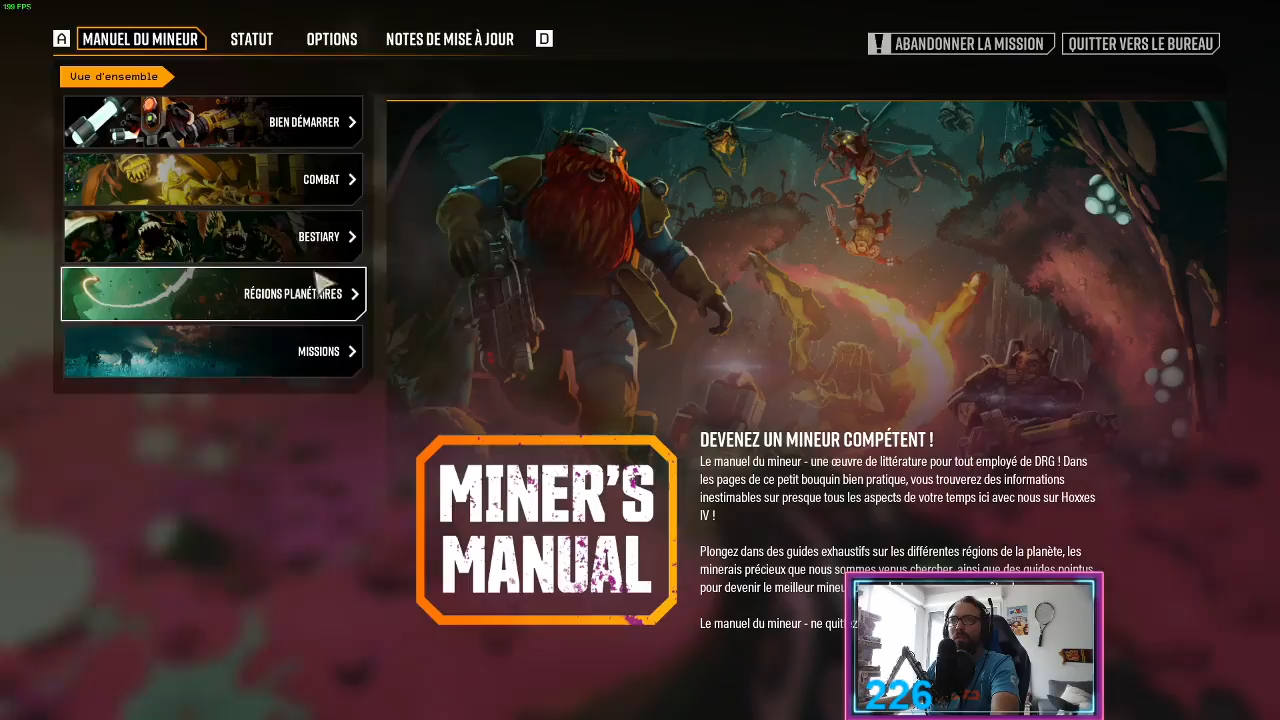 199 FPS
A MANUEL DU MINEUR STATUT OPTIONS NOTES DE MISE À JOUR D
! ABANDONNER LA MISSION QUITTER VERS LE BUREAU
Vue d'ensemble
BIEN DÉMARRER
COMBAT
BESTIARY
RÉGIONS PLANÉTAIRES
MISSIONS
MINER'S
MANUAL
DEVENEZ UN MINEUR COMPÉTENT !
Le manuel du mineur - une œuvre de littérature pour tout employé de DRG ! Dans
les pages de ce petit bouquin bien pratique, vous trouverez des informations
inestimables sur presque tous les aspects de votre temps ici avec nous sur Hoxxes
IV !
Plongez dans des guides exhaustifs sur les différentes régions de la planète, les
minerais précieux que nous sommes venus chercher, ainsi que des guides pointus
pour devenir le meilleur mineur
Le manuel du mineur - ne quittez
226